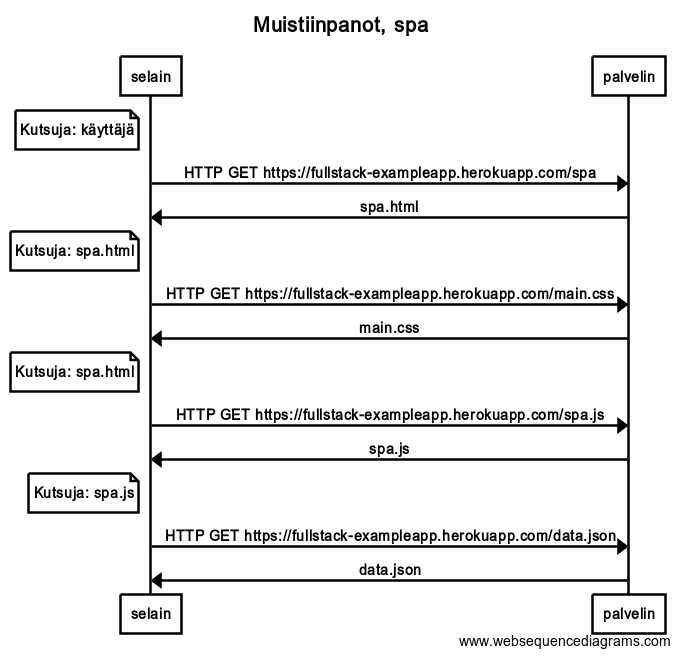 Muistiinpanot, spa
selain
palvelin
Kutsuja: käyttäjä
HTTP GET https://fullstack-exampleapp.herokuapp.com/spa
spa.html
Kutsuja: spa.html
HTTP GET https://fullstack-exampleapp.herokuapp.com/main.css
main.css
Kutsuja: spa.html
HTTP GET https://fullstack-exampleapp.herokuapp.com/spa.js
spa.js
Kutsuja: spa.js
HTTP GET https://fullstack-exampleapp.herokuapp.com/data.json
data.json
selain
palvelin
www.websequencediagrams.com